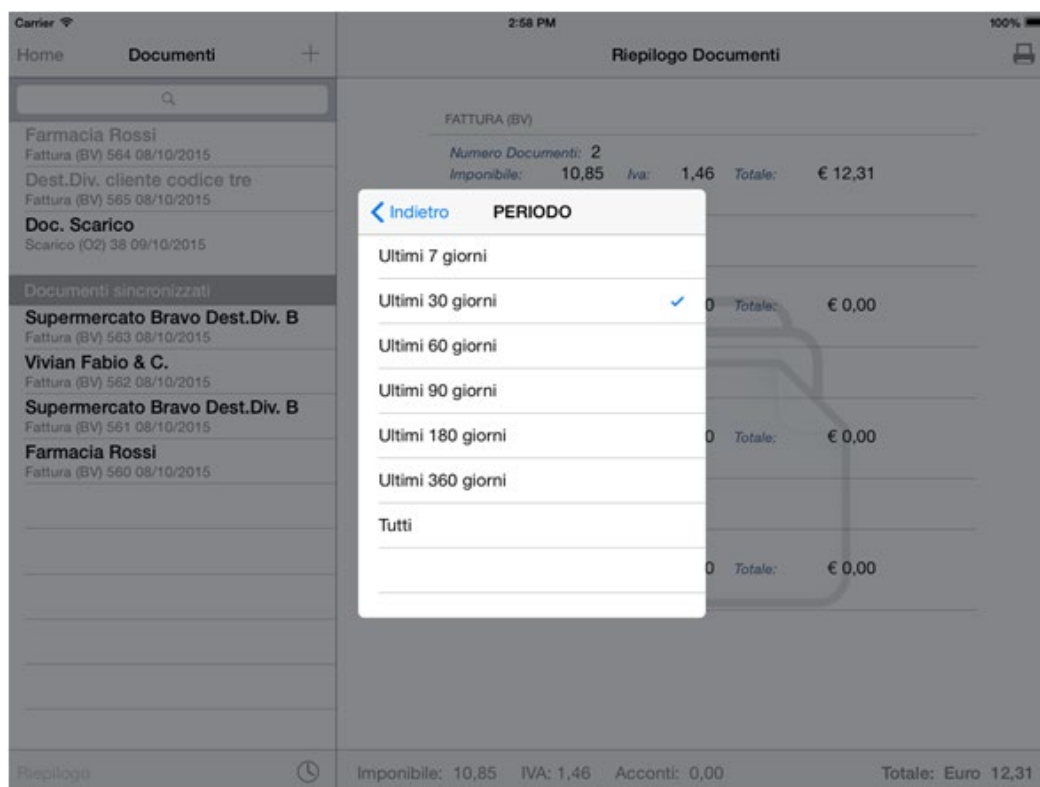 Carrier
2:58 PM
100%
Home
Documenti
+
Riepilogo Documenti
Farmacia Rossi
Fattura (BV) 564 08/10/2015
Dest.Div. cliente codice tre
Fattura (BV) 565 08/10/2015
Doc. Scarico
Scarico (O2) 38 09/10/2015
Documenti sincronizzati
Supermercato Bravo Dest.Div. B
Fattura (BV) 563 08/10/2015
Vivian Fabio & C.
Fattura (BV) 562 08/10/2015
Supermercato Bravo Dest.Div. B
Fattura (BV) 561 08/10/2015
Farmacia Rossi
Fattura (BV) 560 08/10/2015
Riepilogo
FATTURA (BV)
Numero Documenti: 2
Imponibile: 10,85 Iva: 1,46 Totale: € 12,31
0 Totale: € 0,00
0 Totale: € 0,00
0 Totale: € 0,00
Indietro
PERIODO
Ultimi 7 giorni
Ultimi 30 giorni
Ultimi 60 giorni
Ultimi 90 giorni
Ultimi 180 giorni
Ultimi 360 giorni
Tutti
Imponibile: 10,85 IVA: 1,46 Acconti: 0,00 Totale: Euro 12,31